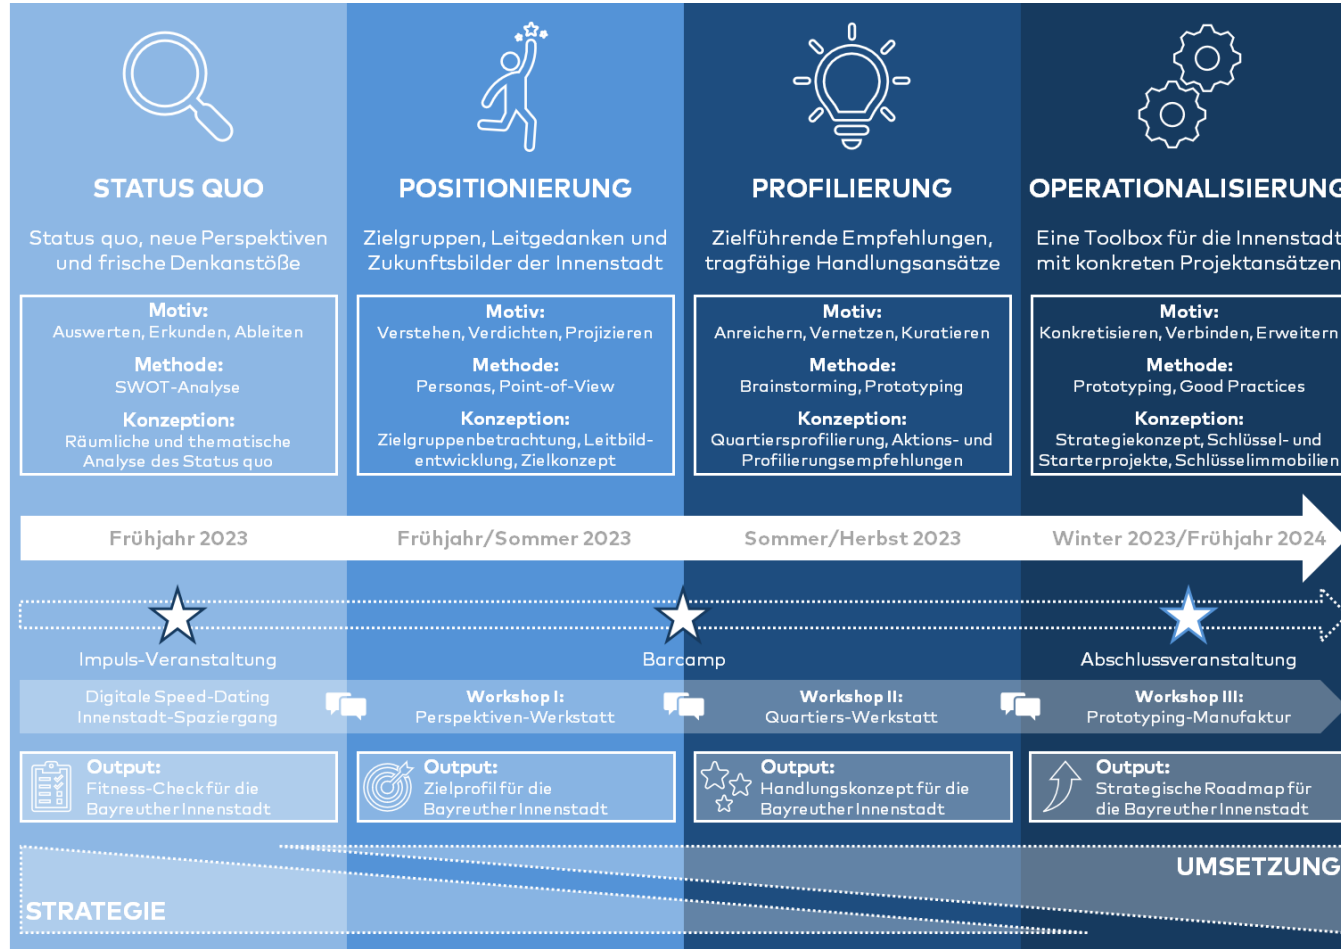 STATUS QUO
Status quo, neue Perspektiven
und frische Denkanstöße
Motiv:
Auswerten, Erkunden, Ableiten
Methode:
SWOT-Analyse
Konzeption:
Räumliche und thematische
Analyse des Status quo
POSITIONIERUNG
Zielgruppen, Leitgedanken und
Zukunftsbilder der Innenstadt
Motiv:
Verstehen, Verdichten, Projizieren
Methode:
Personas, Point-of-View
Konzeption:
Zielgruppenbetrachtung, Leitbild-
entwicklung, Zielkonzept
PROFILIERUNG
Zielführende Empfehlungen,
tragfähige Handlungsansätze
Motiv:
Anreichern, Vernetzen, Kuratieren
Methode:
Brainstorming, Prototyping
Konzeption:
Quartiersprofilierung, Aktions- und
Profilierungsempfehlungen
OPERATIONALISIERUNG
Eine Toolbox für die Innenstadt
mit konkreten Projektansätzen
Motiv:
Konkretisieren, Verbinden, Erweitern
Methode:
Prototyping, Good Practices
Konzeption:
Strategiekonzept, Schlüssel- und
Starterprojekte, Schlüsselimmobilien
Frühjahr 2023
Frühjahr/Sommer 2023
Sommer/Herbst 2023
Winter 2023/Frühjahr 2024
Impuls-Veranstaltung
Barcamp
Abschlussveranstaltung
Digitale Speed-Dating
Innenstadt-Spaziergang
Workshop I:
Perspektiven-Werkstatt
Workshop II:
Quartiers-Werkstatt
Workshop III:
Prototyping-Manufaktur
Output:
Fitness-Check für die
Bayreuther Innenstadt
Output:
Zielprofil für die
Bayreuther Innenstadt
Output:
Handlungskonzept für die
Bayreuther Innenstadt
Output:
Strategische Roadmap für
die Bayreuther Innenstadt
UMSETZUNG
STRATEGIE